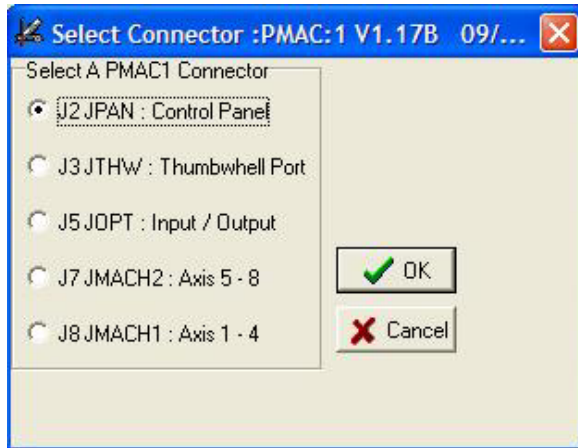 Select Connector :PMAC:1 V1.17B 09/...
Select A PMAC1 Connector
J2 JPAN : Control Panel
J3 JTHW : Thumbwhell Port
J5 JOPT : Input / Output
J7 JMACH2 : Axis 5 - 8
J8 JMACH1 : Axis 1 - 4
OK
Cancel